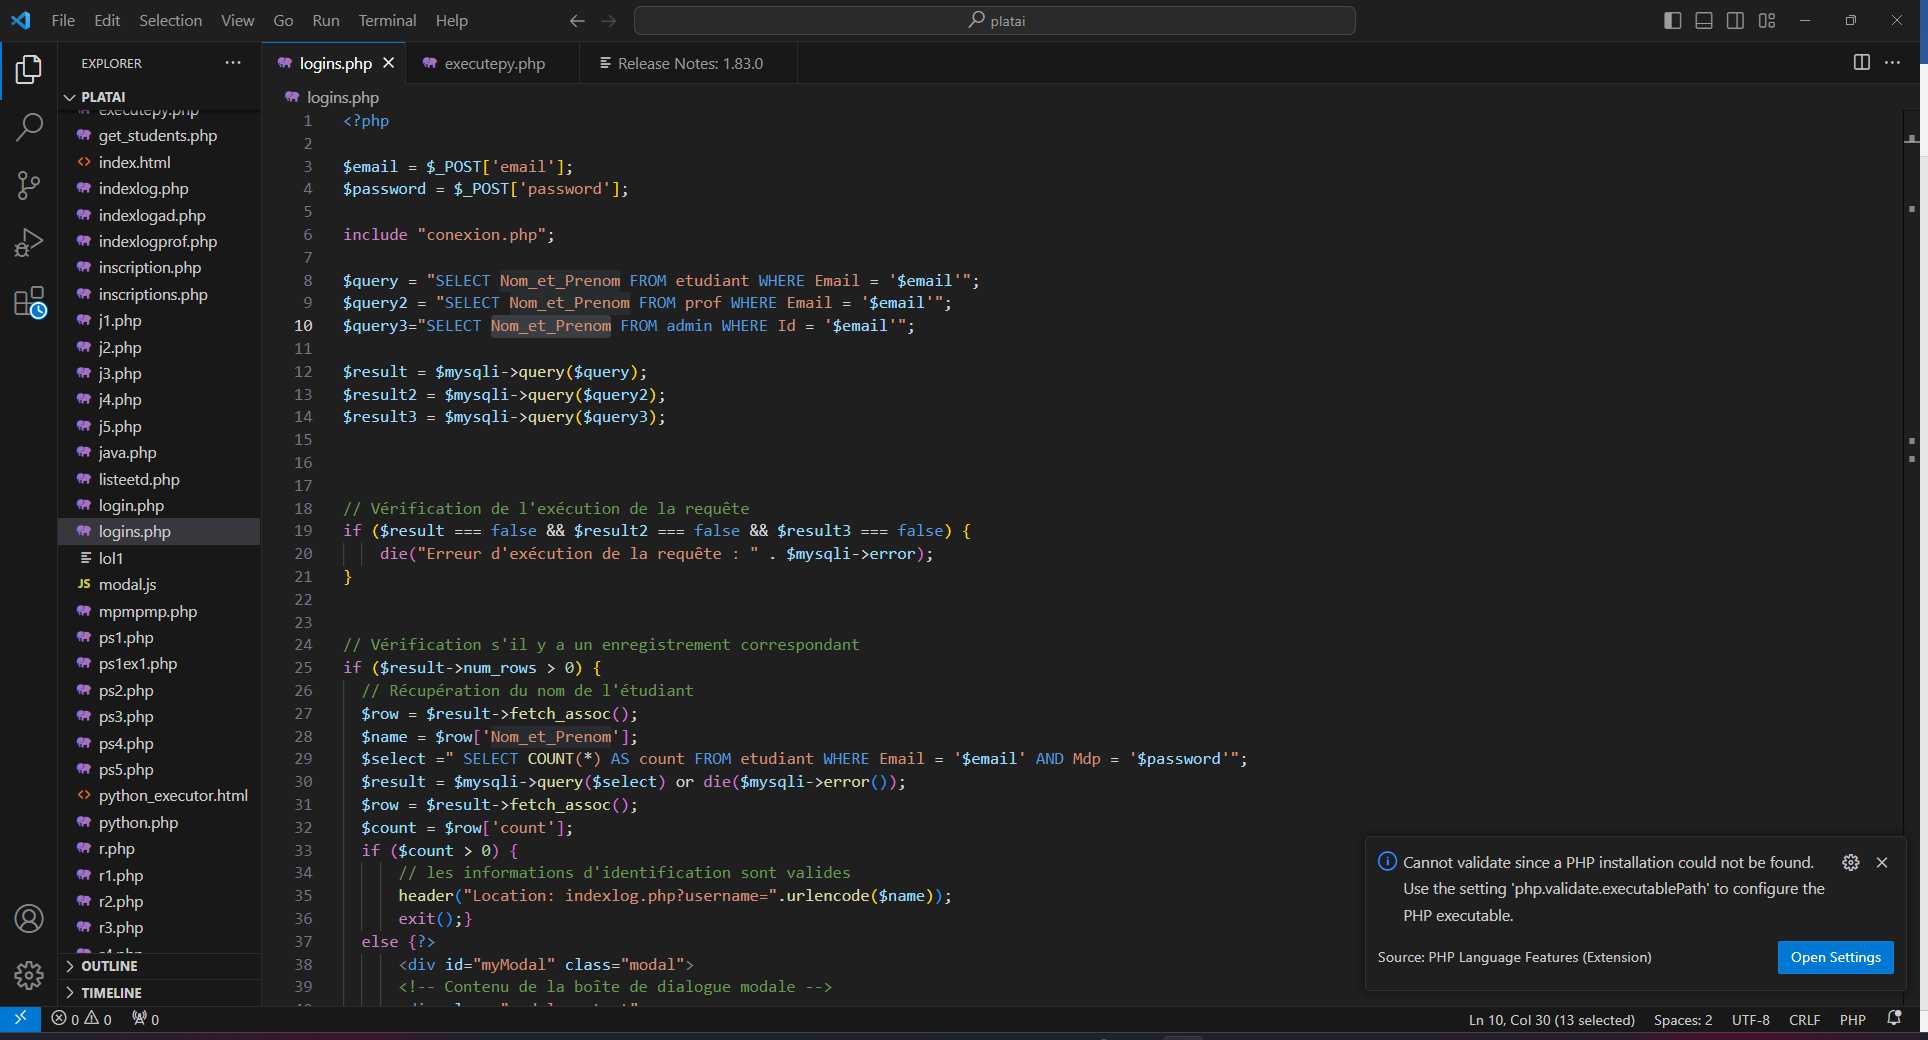 File Edit Selection View Go Run Terminal Help
platai
EXPLORER
logins.php
executepy.php
Release Notes: 1.83.0
PLATAI
logins.php
executepy.php
get_students.php
index.html
indexlog.php
indexlogad.php
indexlogprof.php
inscription.php
inscriptions.php
j1.php
j2.php
j3.php
j4.php
j5.php
java.php
listeetd.php
login.php
logins.php
lol1
JS modal.js
mpmpmp.php
ps1.php
ps1ex1.php
ps2.php
ps3.php
ps4.php
ps5.php
python_executor.html
python.php
r.php
r1.php
r2.php
r3.php
r4.php
OUTLINE
TIMELINE
1 <?php
2
3 $email = $_POST['email'];
4 $password = $_POST['password'];
5
6 include "conexion.php";
7
8 $query = "SELECT Nom_et_Prenom FROM etudiant WHERE Email = '$email'";
9 $query2 = "SELECT Nom_et_Prenom FROM prof WHERE Email = '$email'";
10 $query3="SELECT Nom_et_Prenom FROM admin WHERE Id = '$email'";
11
12 $result = $mysqli->query($query);
13 $result2 = $mysqli->query($query2);
14 $result3 = $mysqli->query($query3);
15
16
17
18 // Vérification de l'exécution de la requête
19 if ($result === false && $result2 === false && $result3 === false) {
20 die("Erreur d'exécution de la requête : " . $mysqli->error);
21 }
22
23
24 // Vérification s'il y a un enregistrement correspondant
25 if ($result->num_rows > 0) {
26 // Récupération du nom de l'étudiant
27 $row = $result->fetch_assoc();
28 $name = $row['Nom_et_Prenom'];
29 $select =" SELECT COUNT(*) AS count FROM etudiant WHERE Email = '$email' AND Mdp = '$password'";
30 $result = $mysqli->query($select) or die($mysqli->error());
31 $row = $result->fetch_assoc();
32 $count = $row['count'];
33 if ($count > 0) {
34 // les informations d'identification sont valides
35 header("Location: indexlog.php?username=".urlencode($name));
36 exit();}
37 else {?>
38 <div id="myModal" class="modal">
39 <!-- Contenu de la boîte de dialogue modale -->
Cannot validate since a PHP installation could not be found.
Use the setting 'php.validate.executablePath' to configure the
PHP executable.
Source: PHP Language Features (Extension)
Open Settings
0 0 0
Ln 10, Col 30 (13 selected) Spaces: 2 UTF-8 CRLF PHP